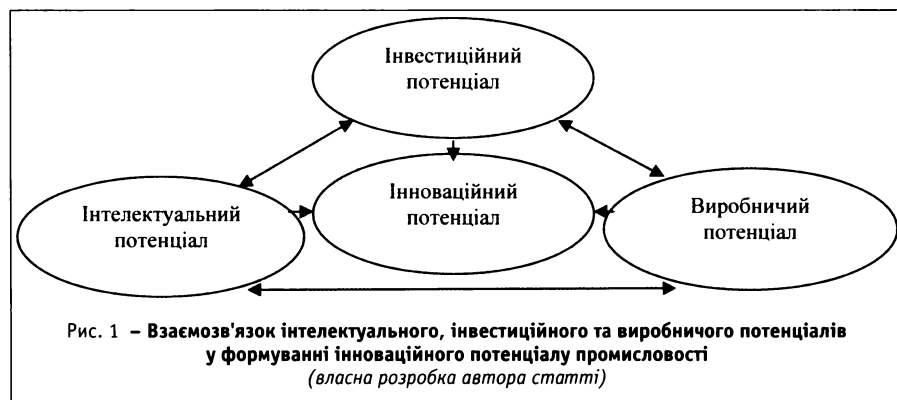 Інвестиційний
потенціал
Інтелектуальний
потенціал
Інноваційний
потенціал
Виробничий
потенціал
Рис. 1 – Взаємозв'язок інтелектуального, інвестиційного та виробничого потенціалів
у формуванні інноваційного потенціалу промисловості
(власна розробка автора статті)